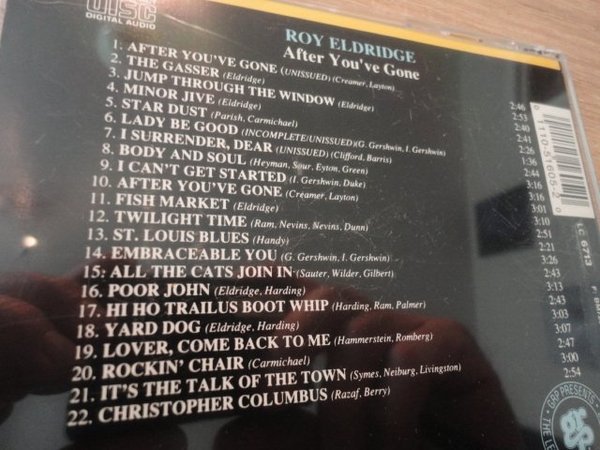 DISC
DIGITAL AUDIO
ROY ELDRIDGE
After You've Gone
1. AFTER YOU'VE GONE (UNISSUED) (Creamer, Layton) 2:46
2. THE GASSER (Eldridge) 2:53
3. JUMP THROUGH THE WINDOW (Eldridge) 2:40
4. MINOR JIVE (Eldridge) 2:41
5. STAR DUST (Parish, Carmichael) 2:26
6. LADY BE GOOD (INCOMPLETE/UNISSUED)(G. Gershwin, I. Gershwin) 1:36
7. I SURRENDER, DEAR (UNISSUED) (Clifford, Barris) 2:44
8. BODY AND SOUL (Heyman, Sour, Eyton, Green) 3:16
9. I CAN'T GET STARTED (I. Gershwin, Duke) 3:16
10. AFTER YOU'VE GONE (Creamer, Layton) 3:01
11. FISH MARKET (Eldridge) 3:10
12. TWILIGHT TIME (Ram, Nevins, Nevins, Dunn) 2:51
13. ST. LOUIS BLUES (Handy) 2:21
14. EMBRACEABLE YOU (G. Gershwin, I. Gershwin) 3:26
15: ALL THE CATS JOIN IN (Sauter, Wilder, Gilbert) 2:43
16. POOR JOHN (Eldridge, Harding) 3:13
17. HI HO TRAILUS BOOT WHIP (Harding, Ram, Palmer) 2:43
18. YARD DOG (Eldridge, Harding) 3:03
19. LOVER, COME BACK TO ME (Hammerstein, Romberg) 3:07
20. ROCKIN' CHAIR (Carmichael) 2:47
21. IT'S THE TALK OF THE TOWN (Symes, Neiburg, Livingston) 3:00
22. CHRISTOPHER COLUMBUS (Razaf, Berry) 2:54
LC 6713
GRP PRESENTS
THE